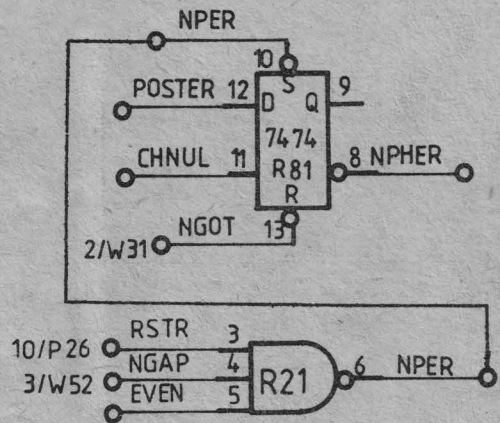 NPER
10
S
POSTER 12 D Q 9
7474
CHNUL 11 R81 8 NPHER
R
NGOT 13
2/W31
10/P26 RSTR 3
3/W52 NGAP 4 R21 6 NPER
EVEN 5